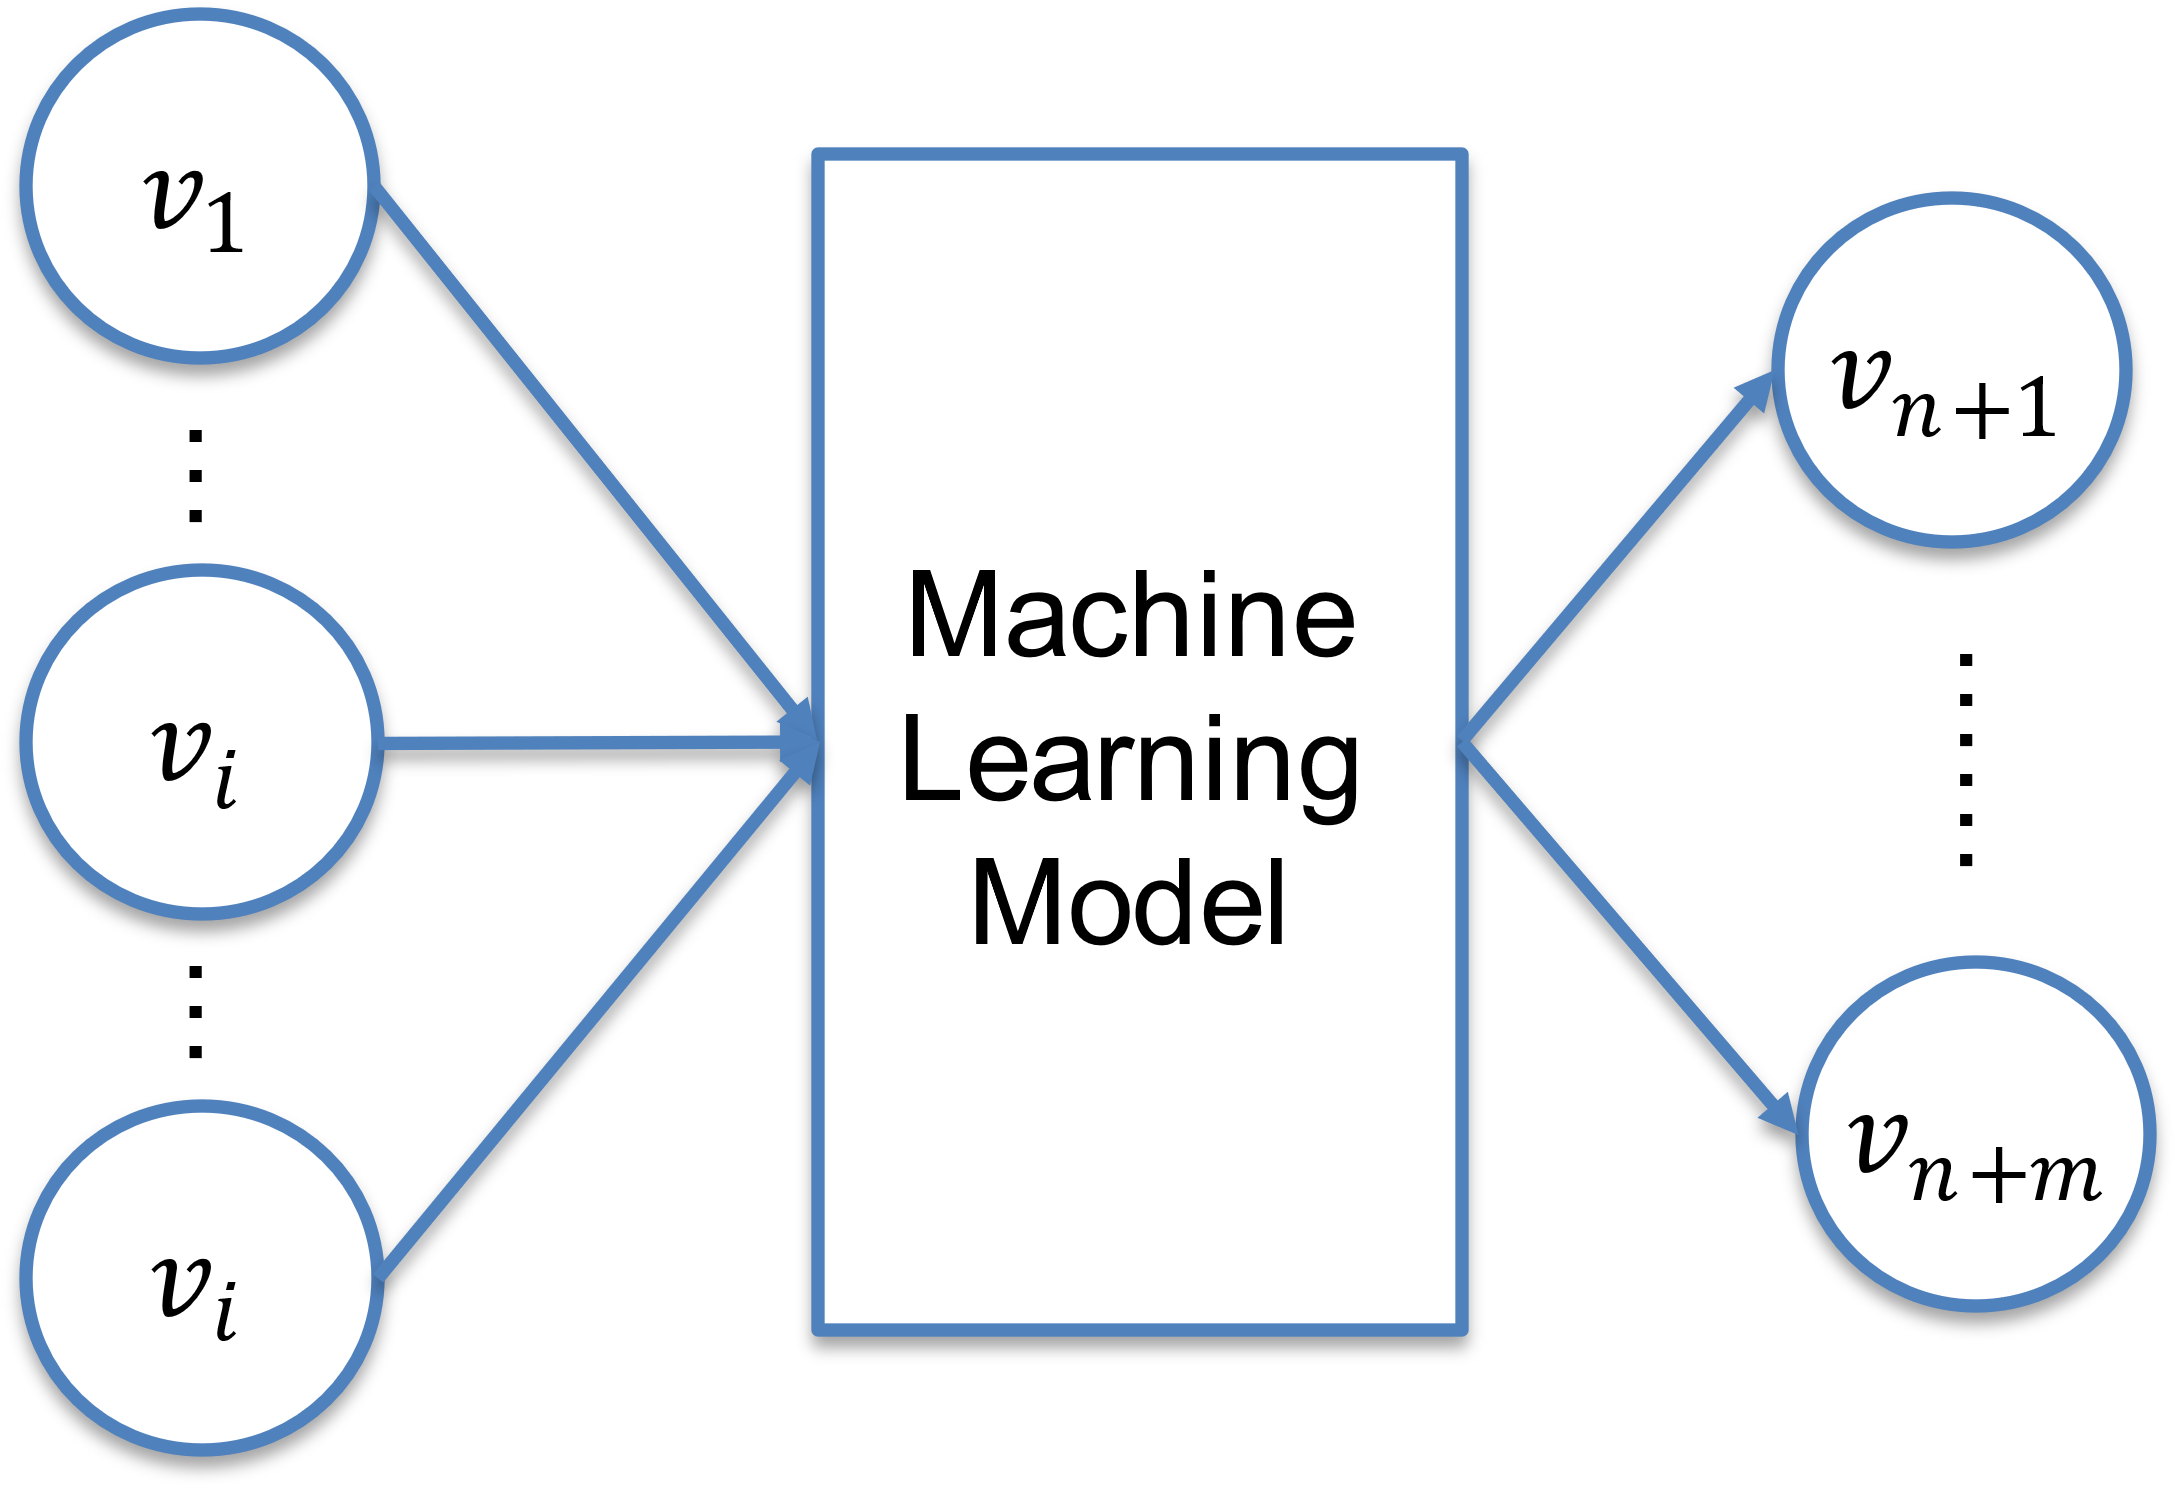 v₁
⋮
vᵢ
⋮
vᵢ
Machine
Learning
Model
vₙ₊₁
⋮
vₙ₊ₘ